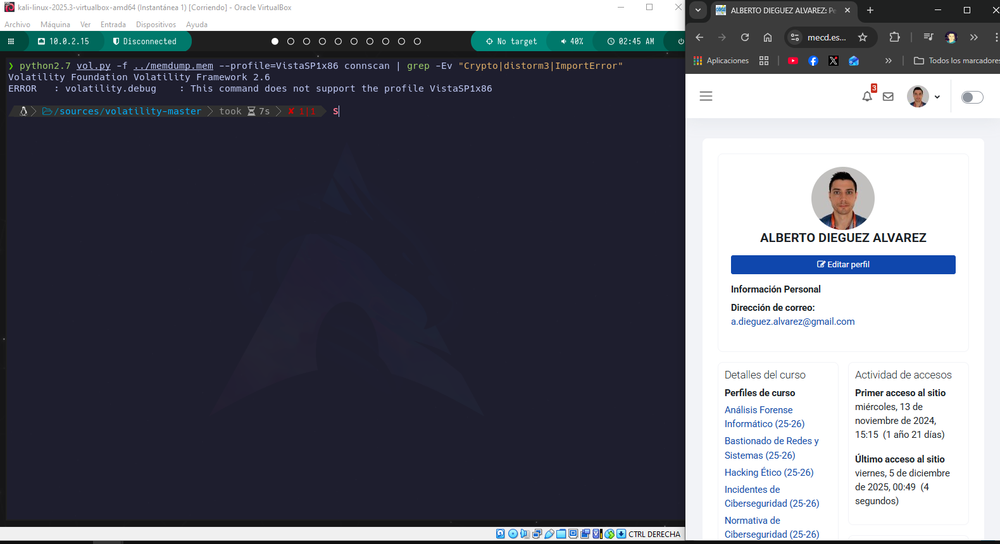 kali-linux-2025.3-virtualbox-amd64 (Instantánea 1) [Corriendo] - Oracle VirtualBox
Archivo Máquina Ver Entrada Dispositivos Ayuda
10.0.2.15 Disconnected No target 40% 02:45 AM
❯ python2.7 vol.py -f ../memdump.mem --profile=VistaSP1x86 connscan | grep -Ev "Crypto|distorm3|ImportError"
Volatility Foundation Volatility Framework 2.6
ERROR   : volatility.debug    : This command does not support the profile VistaSP1x86
/sources/volatility-master took 7s ✘ 1|1 S
CTRL DERECHA
ALBERTO DIEGUEZ ALVAREZ: Pe
mecd.es...
Aplicaciones
Todos los marcadores
3
ALBERTO DIEGUEZ ALVAREZ
Editar perfil
Información Personal
Dirección de correo:
a.dieguez.alvarez@gmail.com
Detalles del curso
Perfiles de curso
Análisis Forense
Informático (25-26)
Bastionado de Redes y
Sistemas (25-26)
Hacking Ético (25-26)
Incidentes de
Ciberseguridad (25-26)
Normativa de
Ciberseguridad (25-26)
Actividad de accesos
Primer acceso al sitio
miércoles, 13 de
noviembre de 2024,
15:15 (1 año 21 días)
Último acceso al sitio
viernes, 5 de diciembre
de 2025, 00:49 (4
segundos)